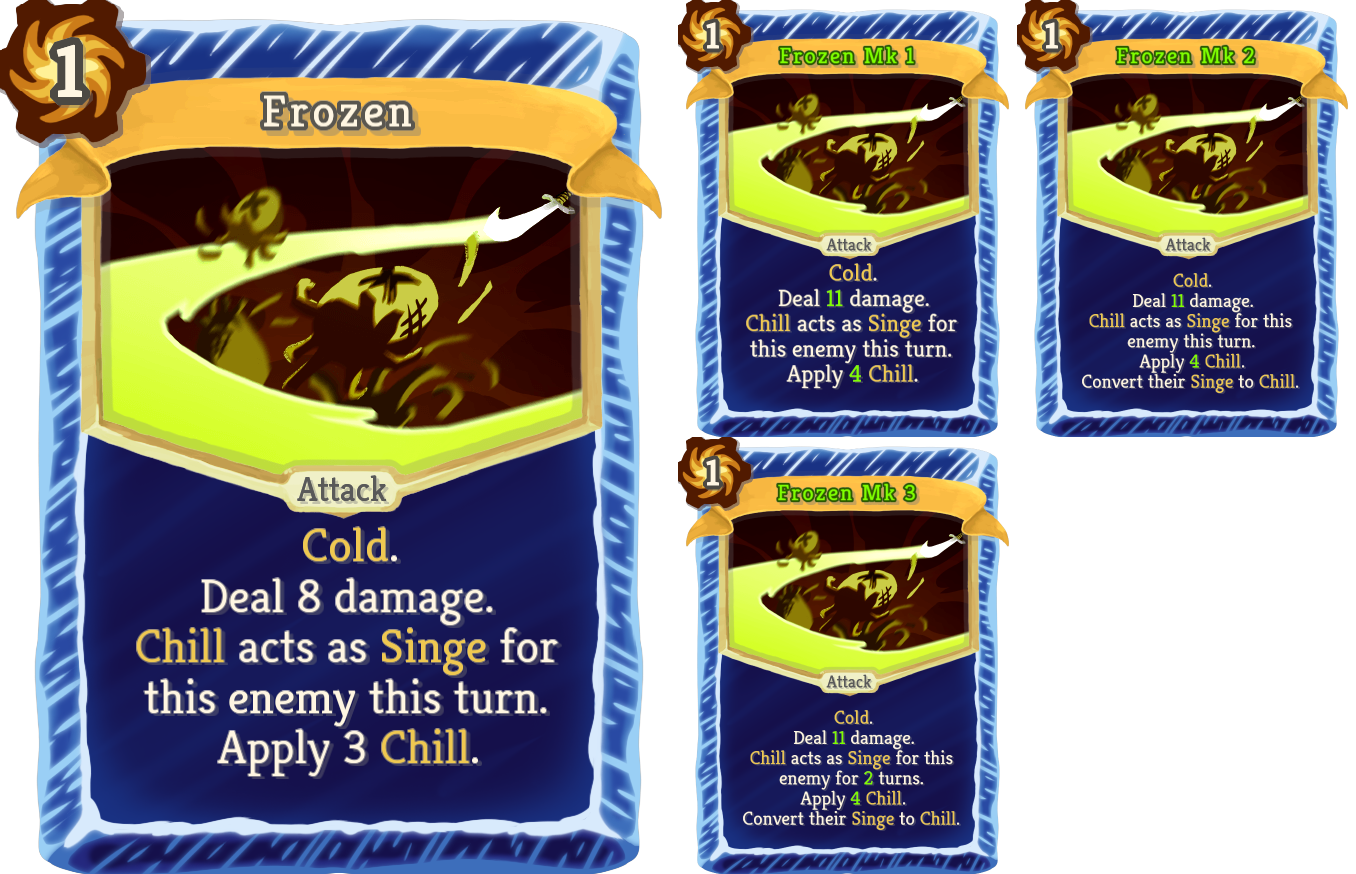 1
Frozen
Attack
Cold.
Deal 8 damage.
Chill acts as Singe for
this enemy this turn.
Apply 3 Chill.
1
Frozen Mk 1
Attack
Cold.
Deal 11 damage.
Chill acts as Singe for
this enemy this turn.
Apply 4 Chill.
1
Frozen Mk 2
Attack
Cold.
Deal 11 damage.
Chill acts as Singe for this
enemy this turn.
Apply 4 Chill.
Convert their Singe to Chill.
1
Frozen Mk 3
Attack
Cold.
Deal 11 damage.
Chill acts as Singe for this
enemy for 2 turns.
Apply 4 Chill.
Convert their Singe to Chill.